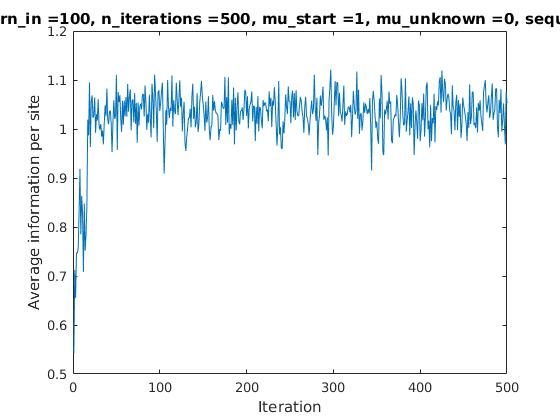 rn_in =100, n_iterations =500, mu_start =1, mu_unknown =0, sequ
1.2
1.1
1
0.9
0.8
0.7
0.6
0.5
Average information per site
0 100 200 300 400 500
Iteration